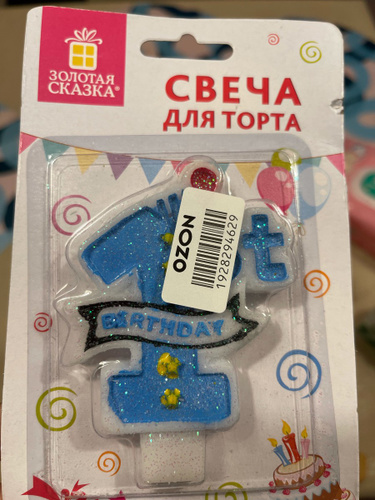 ЗОЛОТАЯ
СКАЗКА®
СВЕЧА
ДЛЯ ТОРТА
1st
OZON
1928294629
BIRTHDAY